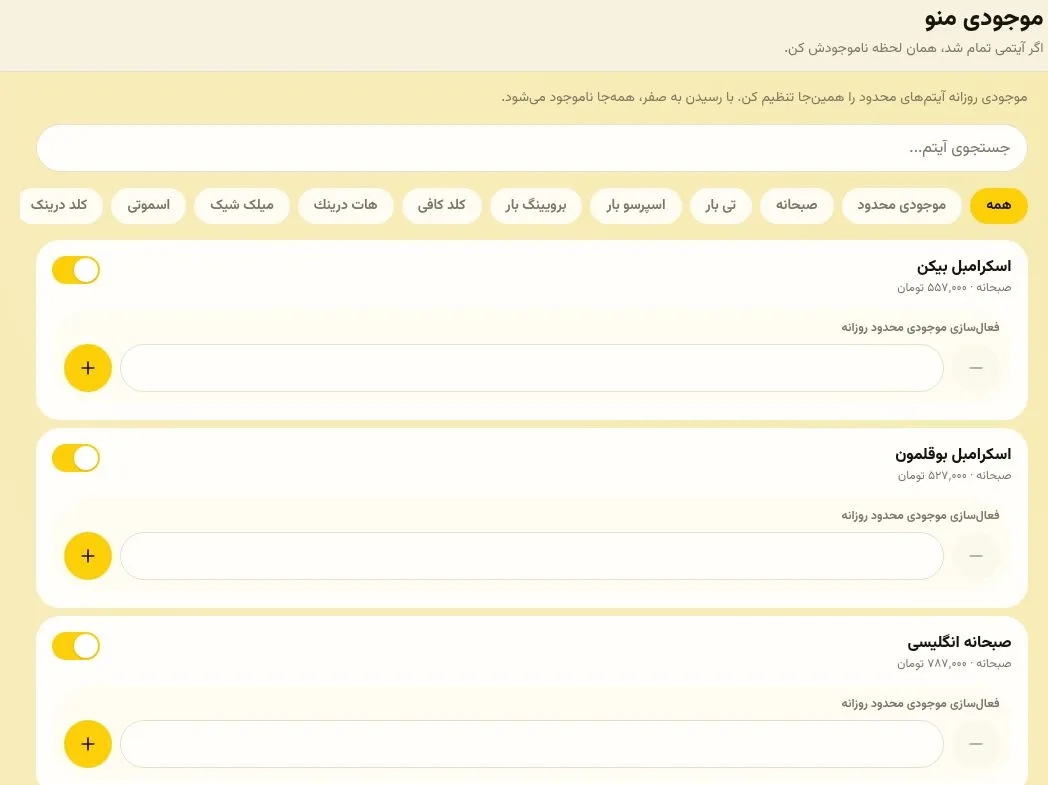 موجودی منو
اگر آیتمی تمام شد، همان لحظه ناموجودش کن.
موجودی روزانه آیتم‌های محدود را همین‌جا تنظیم کن. با رسیدن به صفر، همه‌جا ناموجود می‌شود.
جستجوی آیتم...
همه موجودی محدود صبحانه تی بار اسپرسو بار برویینگ بار کلد کافی هات درینك میلک شیک اسموتی کلد درینک
اسکرامبل بیکن
صبحانه · ۵۵۷,۰۰۰ تومان
فعال‌سازی موجودی محدود روزانه
− +
اسکرامبل بوقلمون
صبحانه · ۵۲۷,۰۰۰ تومان
فعال‌سازی موجودی محدود روزانه
− +
صبحانه انگلیسی
صبحانه · ۷۸۷,۰۰۰ تومان
فعال‌سازی موجودی محدود روزانه
− +